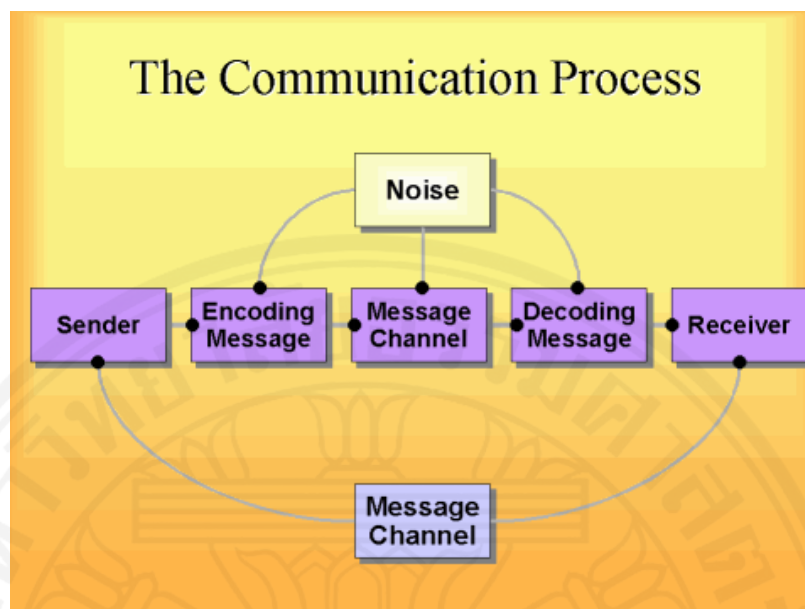 The Communication Process
Noise
Sender
Encoding
Message
Message
Channel
Decoding
Message
Receiver
Message
Channel